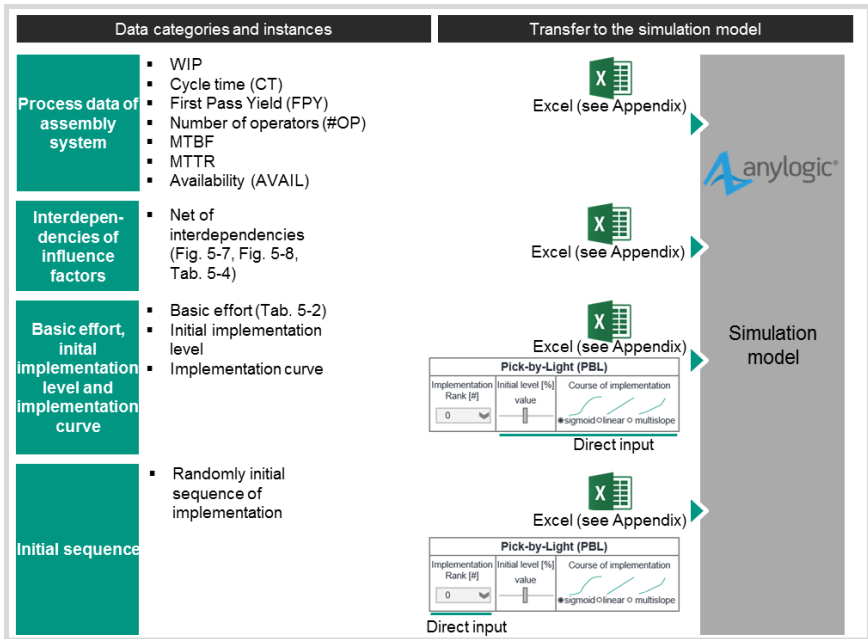 Data categories and instances
Transfer to the simulation model
Process data of
assembly
system
▪ WIP
▪ Cycle time (CT)
▪ First Pass Yield (FPY)
▪ Number of operators (#OP)
▪ MTBF
▪ MTTR
▪ Availability (AVAIL)
X
Excel (see Appendix)
anylogic®
Interdepen-
dencies of
influence
factors
▪ Net of
interdependencies
(Fig. 5-7, Fig. 5-8,
Tab. 5-4)
X
Excel (see Appendix)
Basic effort,
inital
implementation
level and
implementation
curve
▪ Basic effort (Tab. 5-2)
▪ Initial implementation
level
▪ Implementation curve
X
Excel (see Appendix)
Pick-by-Light (PBL)
Implementation
Rank [#]
0
Initial level [%]
value
Course of implementation
sigmoid linear multislope
Direct input
Simulation
model
Initial sequence
▪ Randomly initial
sequence of
implementation
X
Excel (see Appendix)
Pick-by-Light (PBL)
Implementation
Rank [#]
0
Initial level [%]
value
Course of implementation
sigmoid linear multislope
Direct input